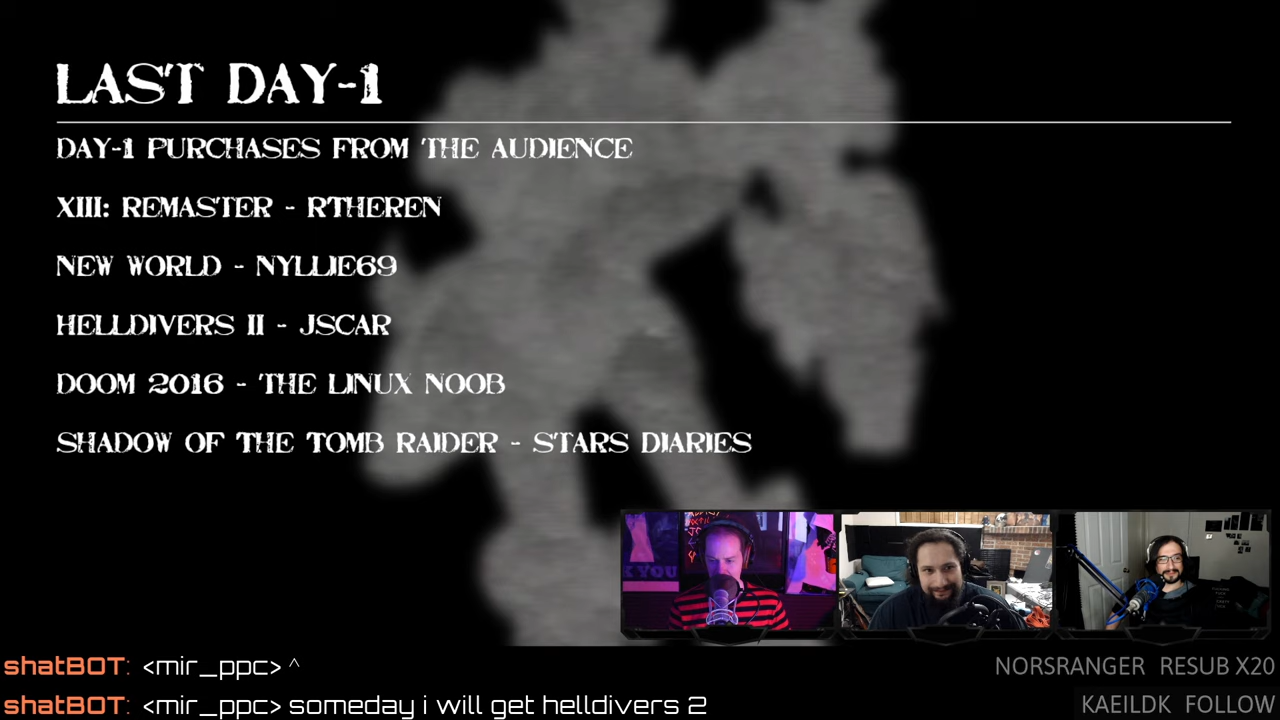 LAST DAY-1
DAY-1 PURCHASES FROM THE AUDIENCE
XIII: REMASTER - RTHEREN
NEW WORLD - NYLLIE69
HELLDIVERS II - JSCAR
DOOM 2016 - THE LINUX NOOB
SHADOW OF THE TOMB RAIDER - STARS DIARIES
K YOU
shatBOT: <mir_ppc> ^
NORSRANGER RESUB X20
shatBOT: <mir_ppc> someday i will get helldivers 2
KAEILDK FOLLOW